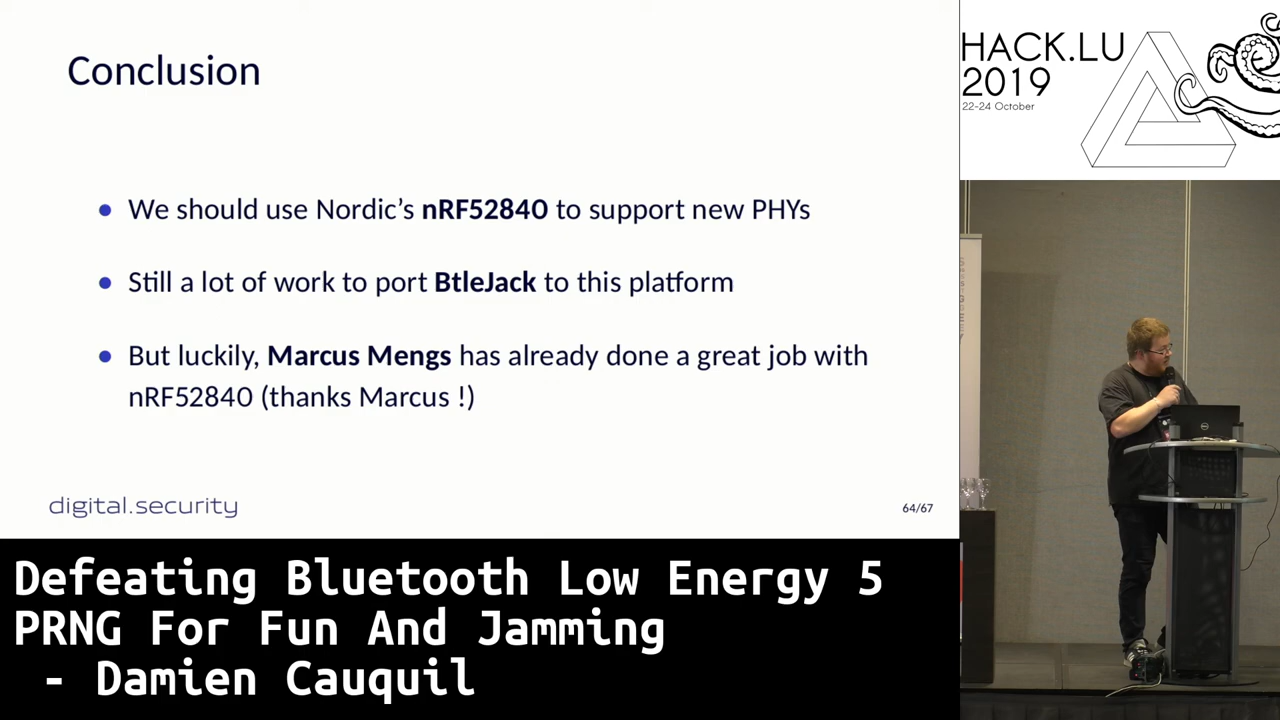 Conclusion
• We should use Nordic's nRF52840 to support new PHYs
• Still a lot of work to port BtleJack to this platform
• But luckily, Marcus Mengs has already done a great job with
nRF52840 (thanks Marcus !)
digital.security
64/67
HACK.LU
2019
22-24 October
Defeating Bluetooth Low Energy 5
PRNG For Fun And Jamming
- Damien Cauquil